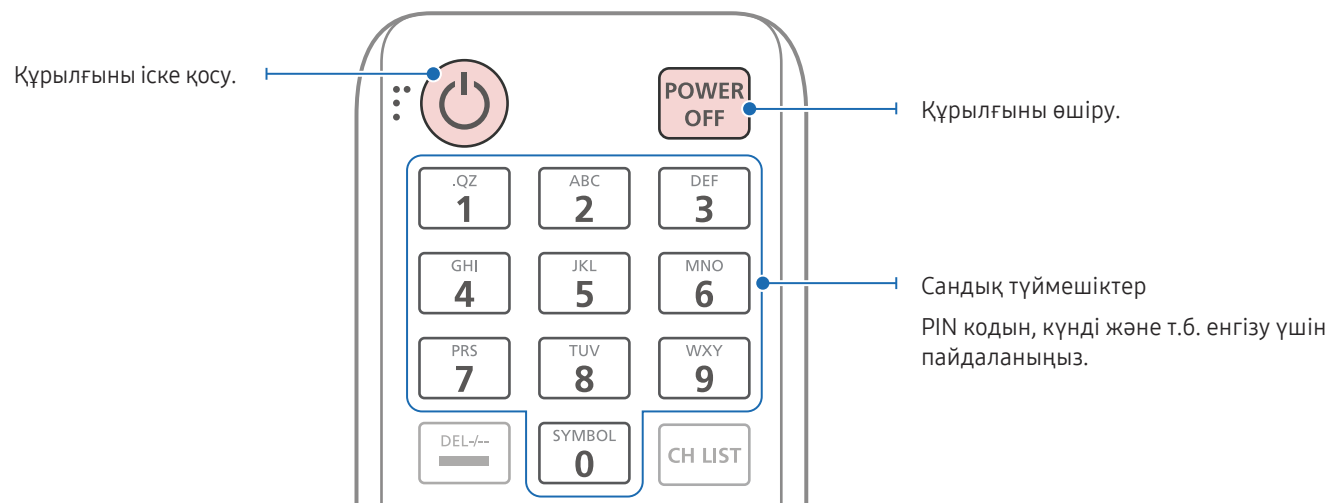 Құрылғыны іске қосу.
POWER
OFF
Құрылғыны өшіру.
.QZ
1
ABC
2
DEF
3
GHI
4
JKL
5
MNO
6
Сандық түймешіктер
PIN кодын, күнді және т.б. енгізу үшін
пайдаланыңыз.
PRS
7
TUV
8
WXY
9
DEL-/--
SYMBOL
0
CH LIST